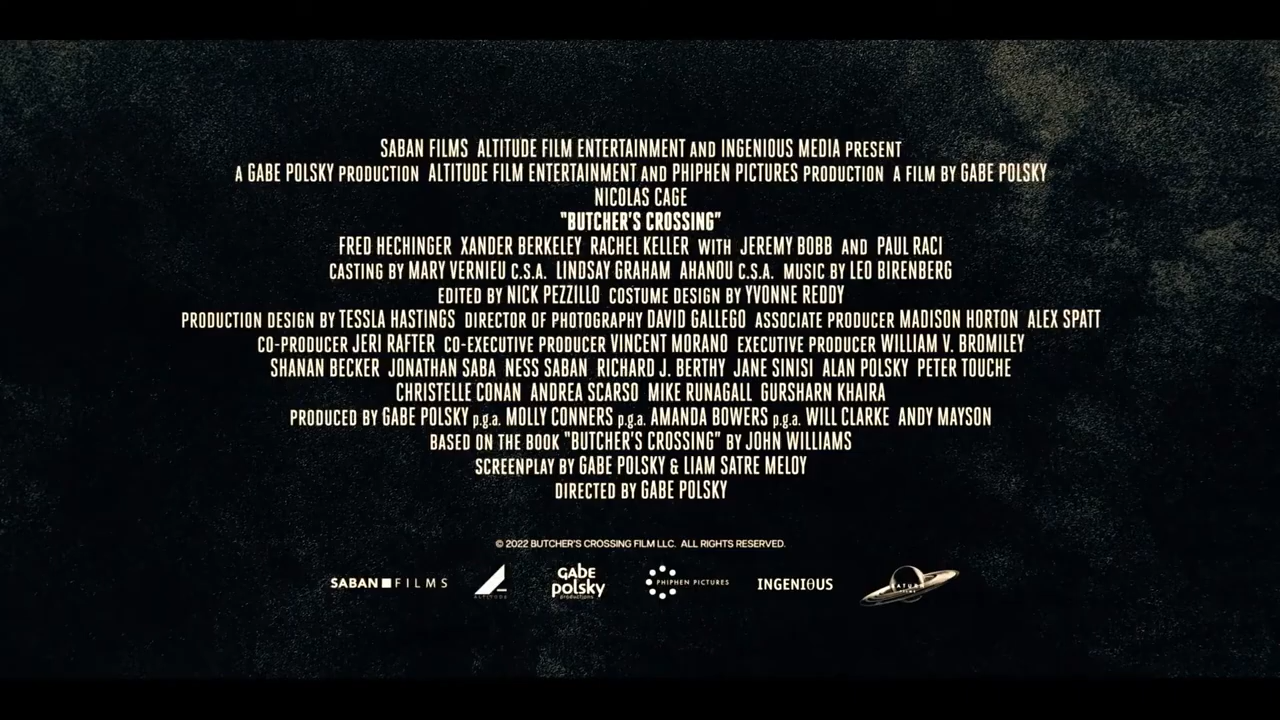 SABAN FILMS ALTITUDE FILM ENTERTAINMENT AND INGENIOUS MEDIA PRESENT
A GABE POLSKY PRODUCTION ALTITUDE FILM ENTERTAINMENT AND PHIPHEN PICTURES PRODUCTION A FILM BY GABE POLSKY
NICOLAS CAGE
"BUTCHER'S CROSSING"
FRED HECHINGER XANDER BERKELEY RACHEL KELLER WITH JEREMY BOBB AND PAUL RACI
CASTING BY MARY VERNIEU C.S.A. LINDSAY GRAHAM AHANOU C.S.A. MUSIC BY LEO BIRENBERG
EDITED BY NICK PEZZILLO COSTUME DESIGN BY YVONNE REDDY
PRODUCTION DESIGN BY TESSLA HASTINGS DIRECTOR OF PHOTOGRAPHY DAVID GALLEGO ASSOCIATE PRODUCER MADISON HORTON ALEX SPATT
CO-PRODUCER JERI RAFTER CO-EXECUTIVE PRODUCER VINCENT MORANO EXECUTIVE PRODUCER WILLIAM V. BROMILEY
SHANAN BECKER JONATHAN SABA NESS SABAN RICHARD J. BERTHY JANE SINISI ALAN POLSKY PETER TOUCHE
CHRISTELLE CONAN ANDREA SCARSO MIKE RUNAGALL GURSHARN KHAIRA
PRODUCED BY GABE POLSKY p.g.a. MOLLY CONNERS p.g.a. AMANDA BOWERS p.g.a. WILL CLARKE ANDY MAYSON
BASED ON THE BOOK "BUTCHER'S CROSSING" BY JOHN WILLIAMS
SCREENPLAY BY GABE POLSKY & LIAM SATRE MELOY
DIRECTED BY GABE POLSKY
© 2022 BUTCHER'S CROSSING FILM LLC. ALL RIGHTS RESERVED.
SABAN FILMS
ALTITUDE
GABE polsky productions
PHIPHEN PICTURES
INGENIOUS
SATURN FILMS